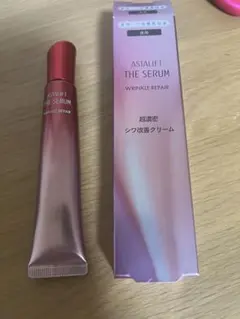 ASTALIFT
THE SERUM
WRINKLE REPAIR
ASTALIFT
THE SERUM
WRINKLE REPAIR
超濃密
シワ改善クリーム